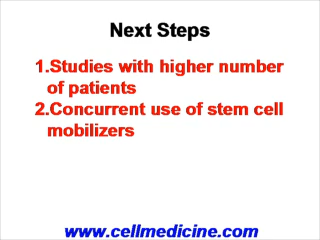 Next Steps
1.Studies with higher number
of patients
2.Concurrent use of stem cell
mobilizers
www.cellmedicine.com